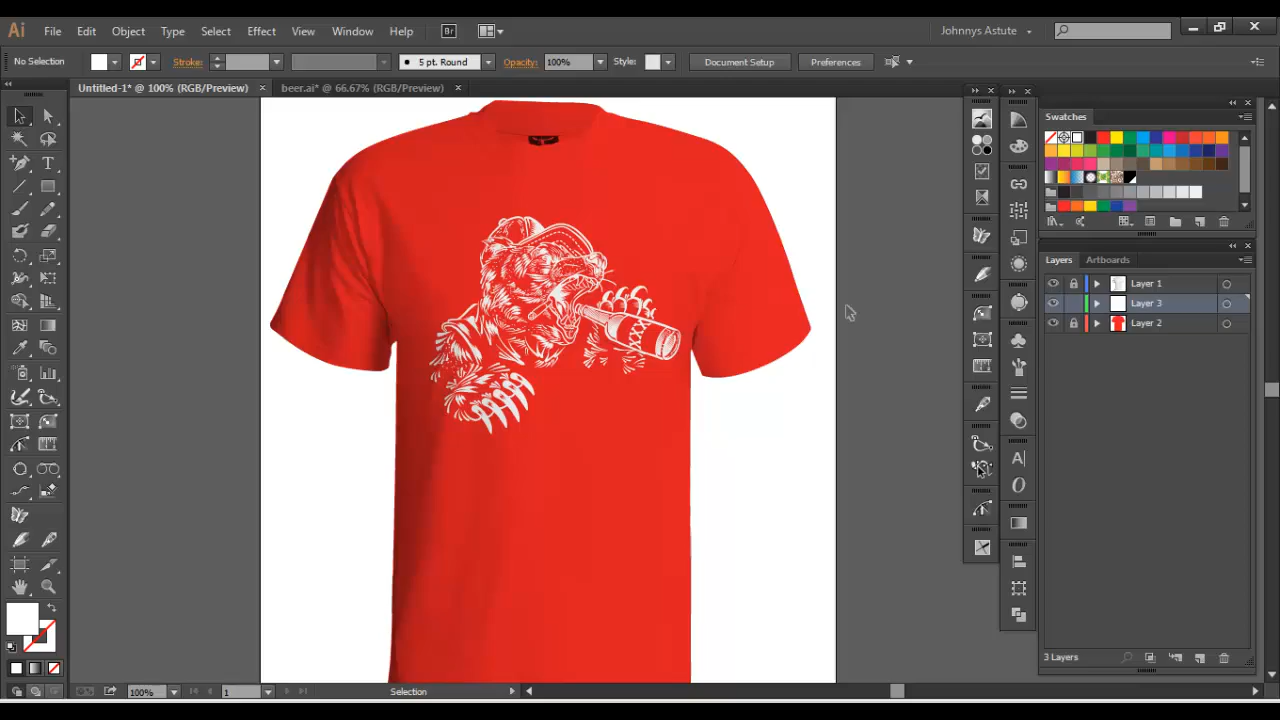 Ai File Edit Object Type Select Effect View Window Help Br Johnnys Astute
No Selection Stroke: 5 pt. Round Opacity: 100% Style: Document Setup Preferences
Untitled-1* @ 100% (RGB/Preview) × beer.ai* @ 66.67% (RGB/Preview) ×
Swatches
Layers Artboards
Layer 1
Layer 3
Layer 2
3 Layers
100% 1 Selection